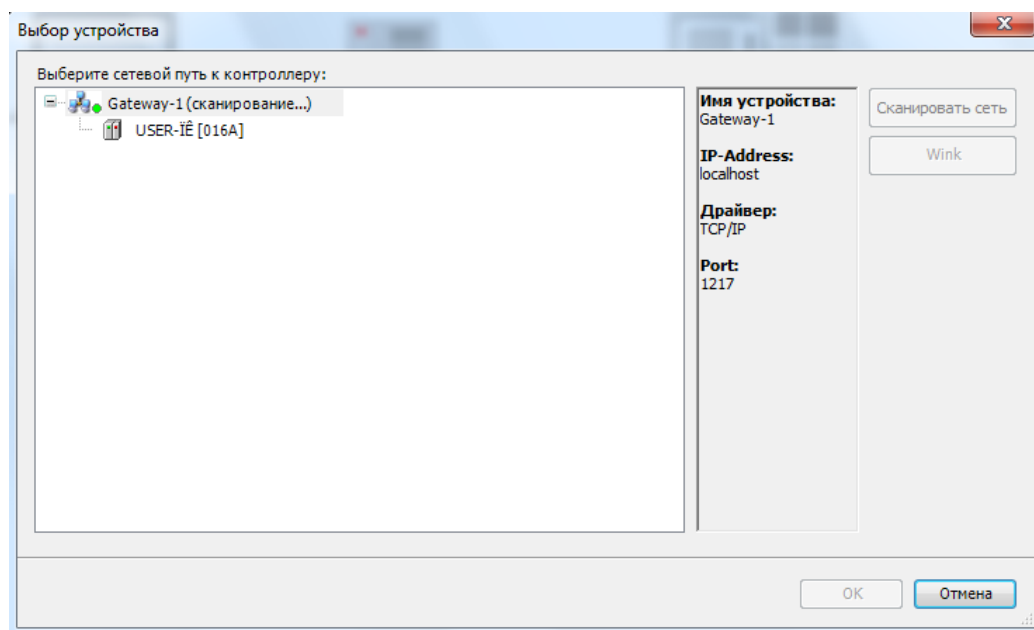 Выбор устройства
Выберите сетевой путь к контроллеру:
Gateway-1 (сканирование...)
USER-ÏÊ [016A]
Имя устройства:
Gateway-1
IP-Address:
localhost
Драйвер:
TCP/IP
Port:
1217
Сканировать сеть
Wink
OK
Отмена